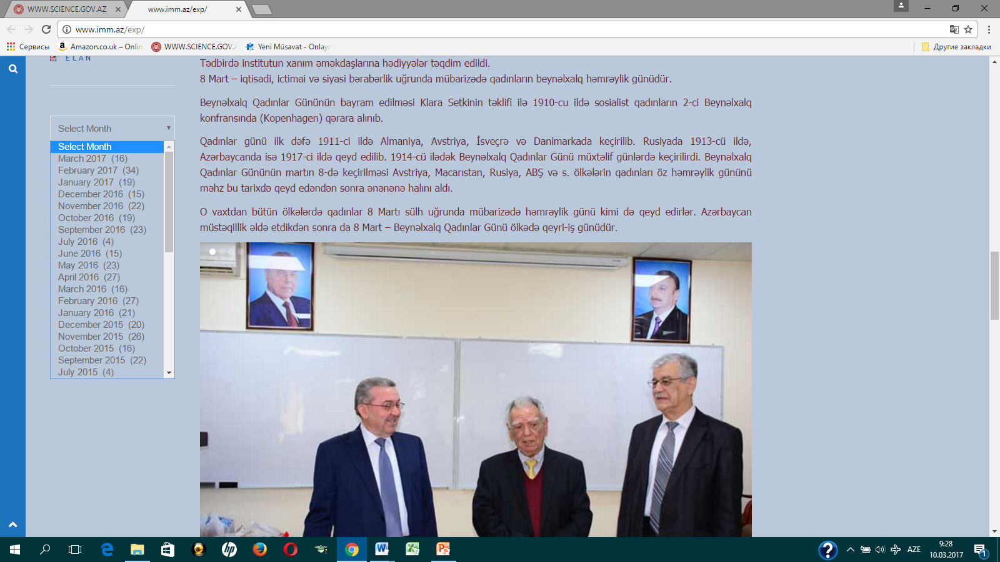 WWW.SCIENCE.GOV.AZ
www.imm.az/exp/
www.imm.az/exp/
Сервисы
Amazon.co.uk – Onlin
WWW.SCIENCE.GOV.A
Yeni Müsavat - Onlayn
Другие закладки
ELAN
Select Month
Select Month
March 2017 (16)
February 2017 (34)
January 2017 (19)
December 2016 (15)
November 2016 (22)
October 2016 (19)
September 2016 (23)
July 2016 (4)
June 2016 (15)
May 2016 (23)
April 2016 (27)
March 2016 (16)
February 2016 (27)
January 2016 (21)
December 2015 (20)
November 2015 (26)
October 2015 (16)
September 2015 (22)
July 2015 (4)
Tədbirdə institutun xanım əməkdaşlarına hədiyyələr təqdim edildi.
8 Mart – iqtisadi, ictimai və siyasi bərabərlik uğrunda mübarizədə qadınların beynəlxalq həmrəylik günüdür.
Beynəlxalq Qadınlar Gününün bayram edilməsi Klara Setkinin təklifi ilə 1910-cu ildə sosialist qadınların 2-ci Beynəlxalq
konfransında (Kopenhagen) qərara alınıb.
Qadınlar günü ilk dəfə 1911-ci ildə Almaniya, Avstriya, İsveçrə və Danimarkada keçirilib. Rusiyada 1913-cü ildə,
Azərbaycanda isə 1917-ci ildə qeyd edilib. 1914-cü ilədək Beynəlxalq Qadınlar Günü müxtəlif günlərdə keçirilirdi. Beynəlxalq
Qadınlar Gününün martın 8-də keçirilməsi Avstriya, Macarıstan, Rusiya, ABŞ və s. ölkələrin qadınları öz həmrəylik gününü
məhz bu tarixdə qeyd edəndən sonra ənənənə halını aldı.
O vaxtdan bütün ölkələrdə qadınlar 8 Martı sülh uğrunda mübarizədə həmrəylik günü kimi də qeyd edirlər. Azərbaycan
müstəqillik əldə etdikdən sonra da 8 Mart – Beynəlxalq Qadınlar Günü ölkədə qeyri-iş günüdür.
AZE
9:28
10.03.2017
1